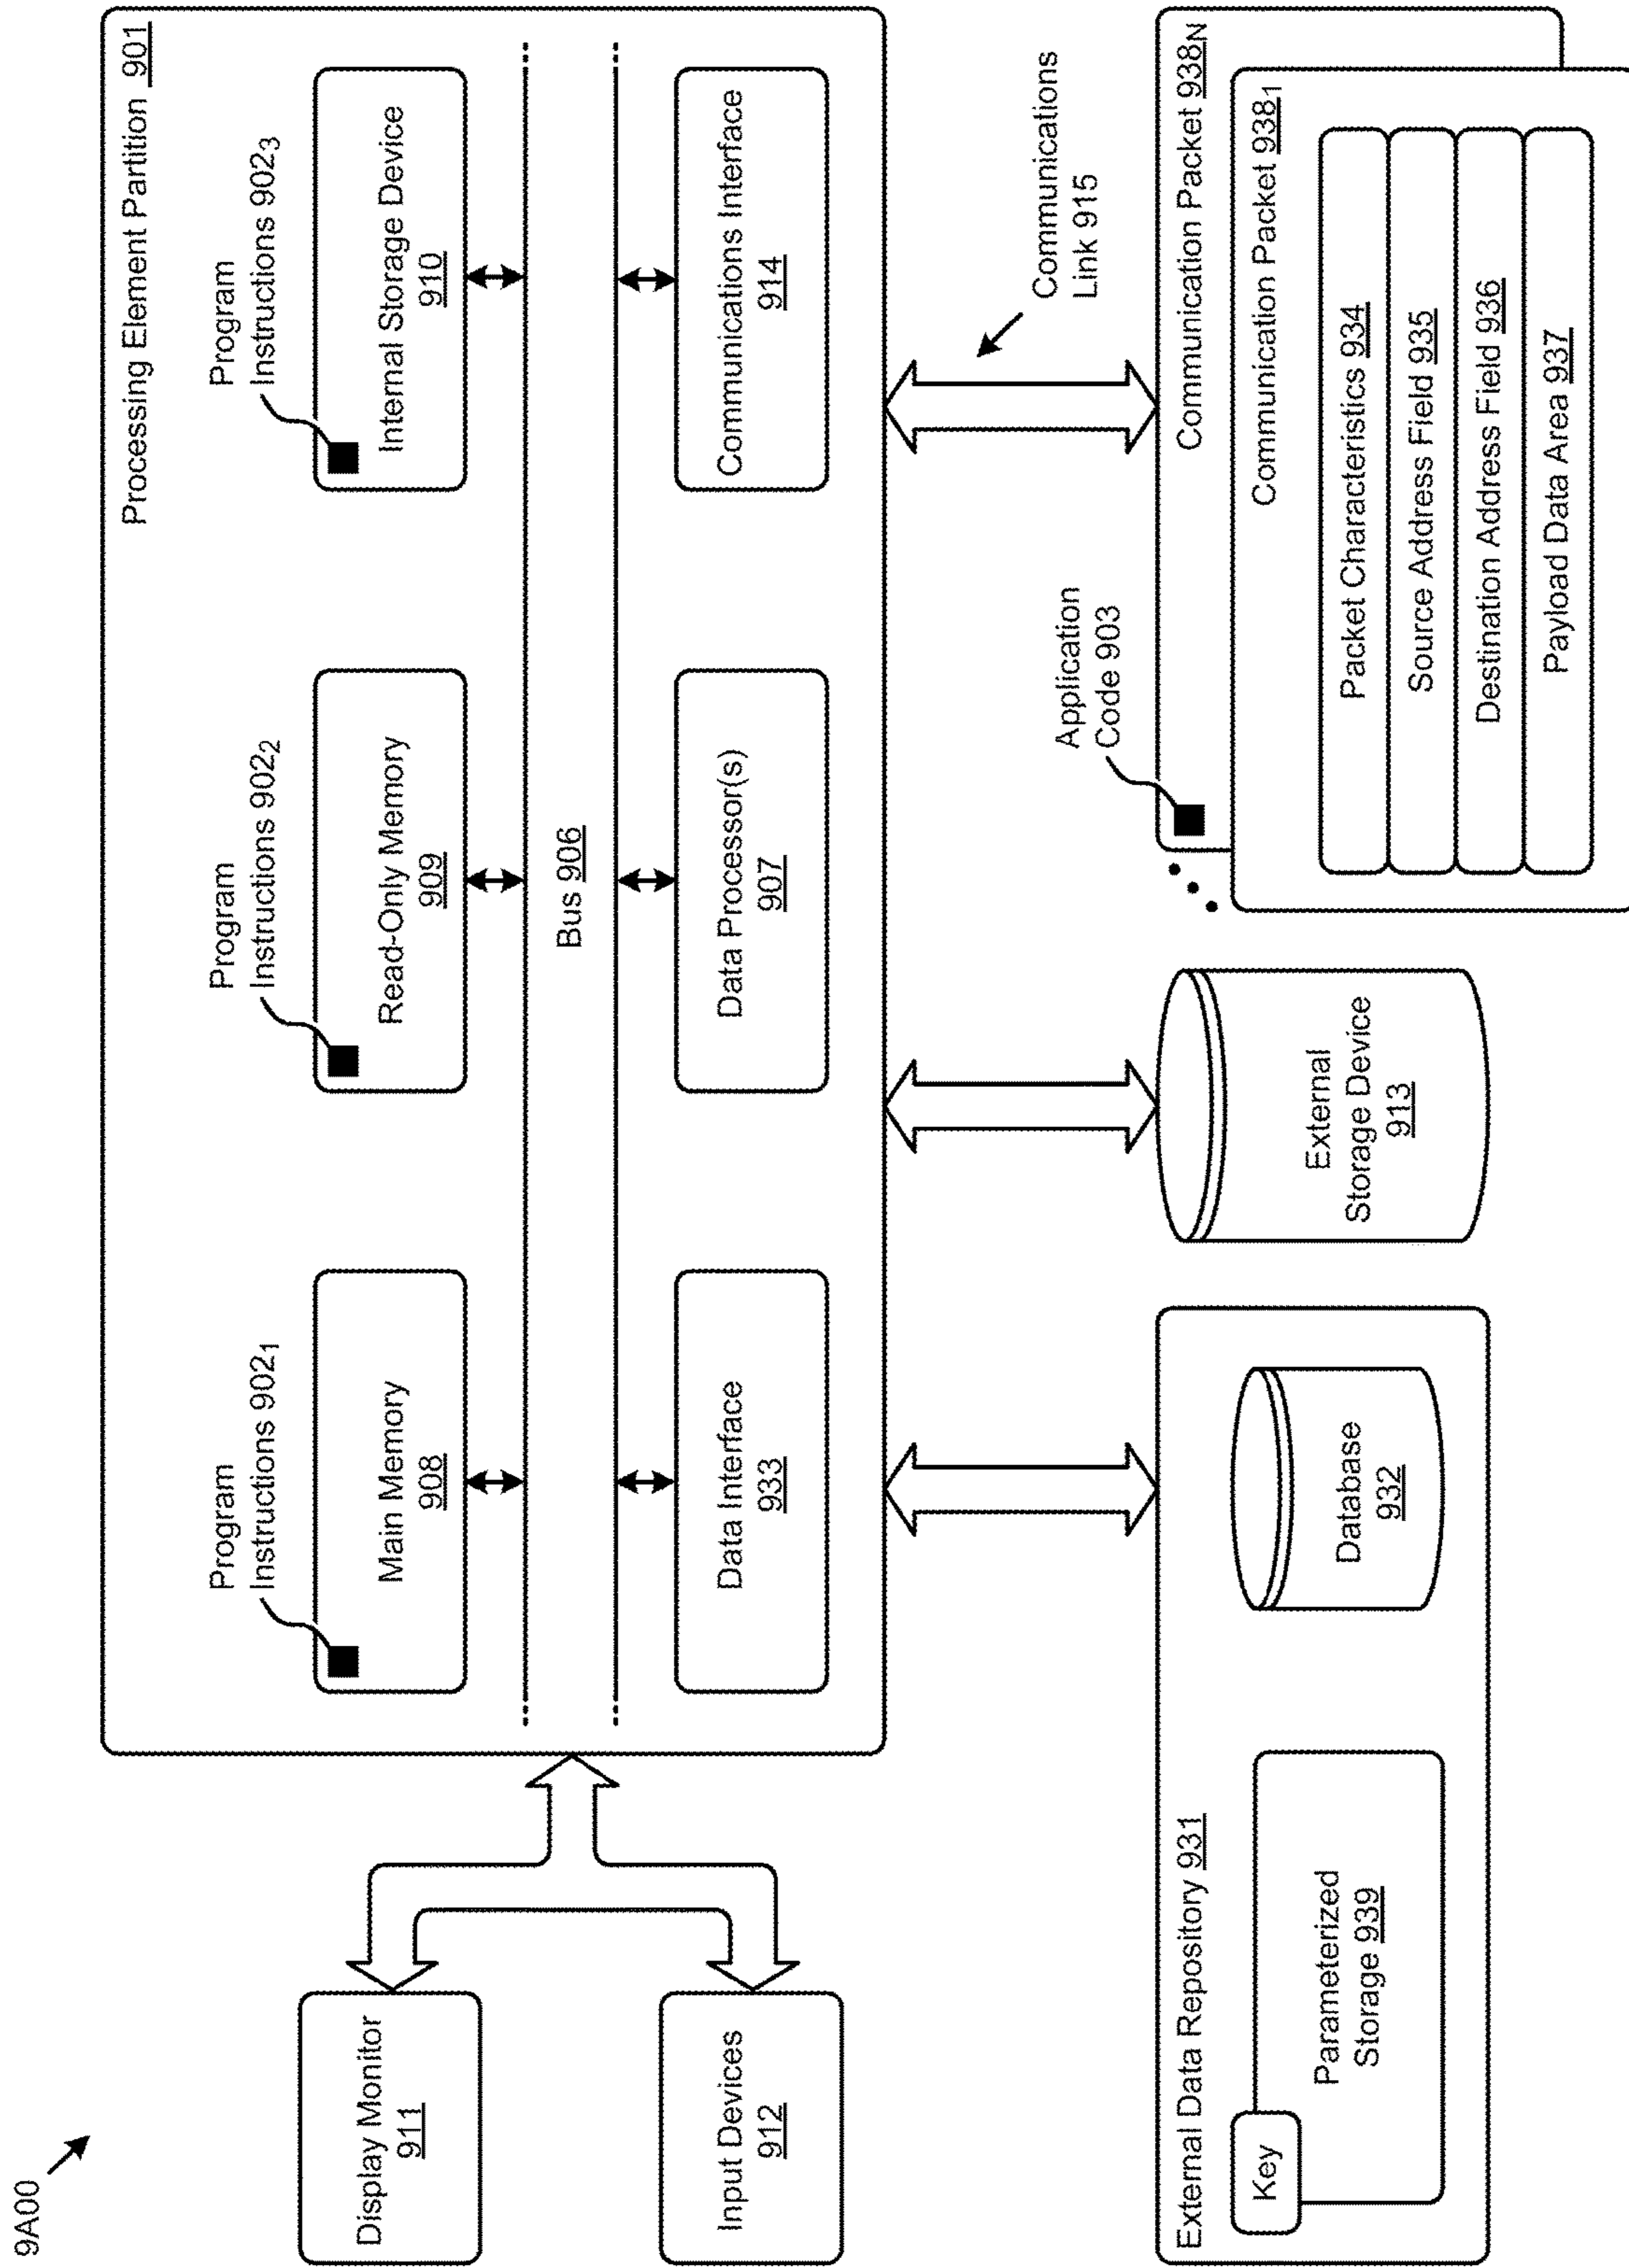 9A00
Processing Element Partition 901
Program
Instructions 902₁
Program
Instructions 902₂
Program
Instructions 902₃
Main Memory
908
Read-Only Memory
909
Internal Storage Device
910
Bus 906
Data Interface
933
Data Processor(s)
907
Communications Interface
914
Display Monitor
911
Input Devices
912
Communications
Link 915
External Data Repository 931
Key
Parameterized
Storage 939
Database
932
External
Storage Device
913
Application
Code 903
Communication Packet 938N
Communication Packet 938₁
Packet Characteristics 934
Source Address Field 935
Destination Address Field 936
Payload Data Area 937